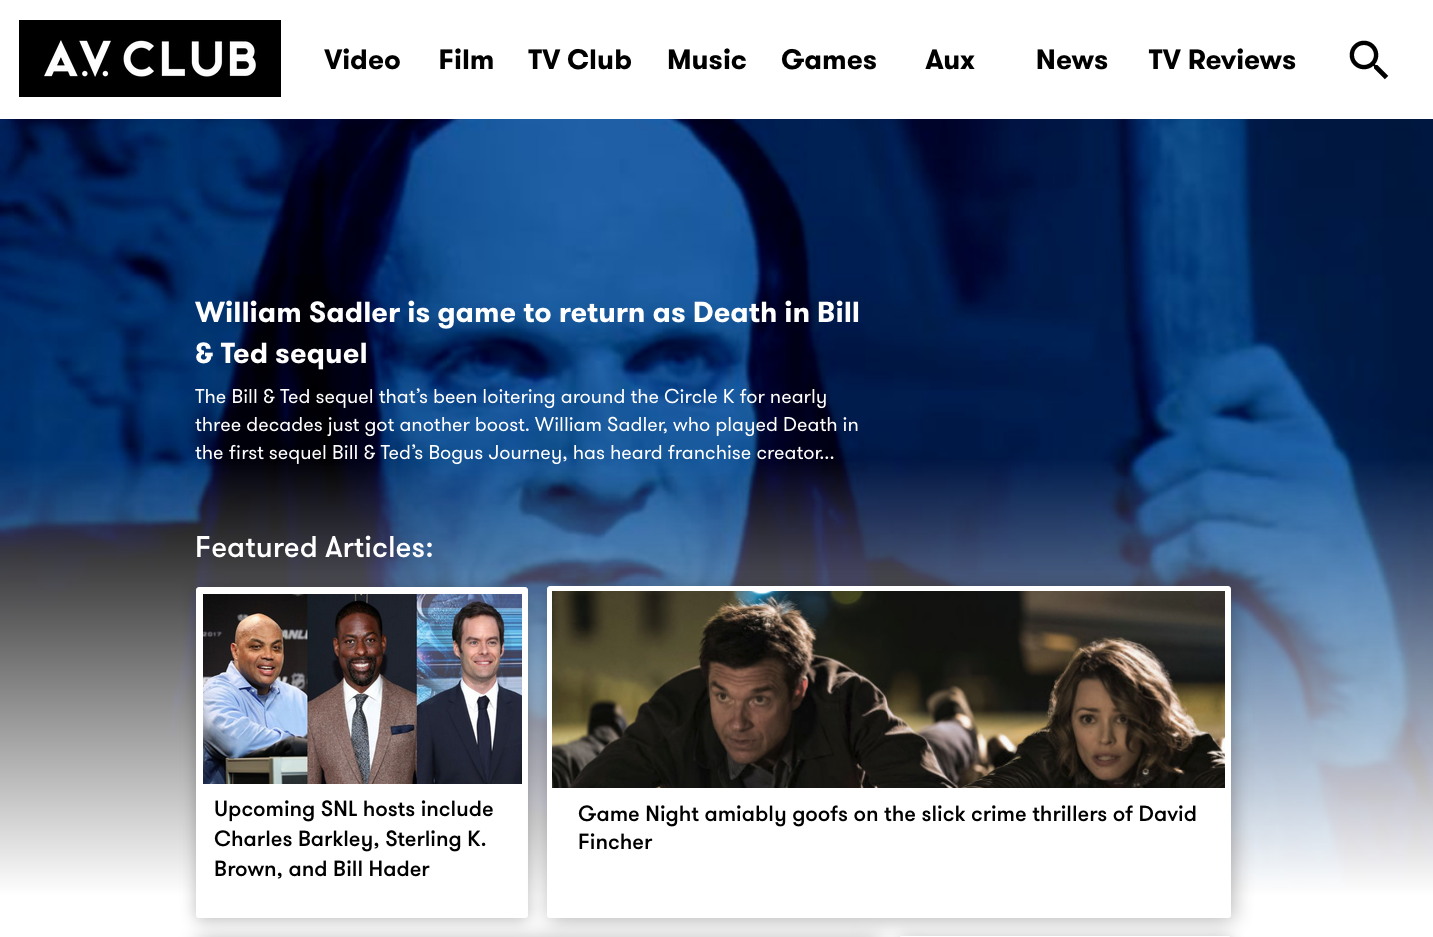 A.V. CLUB Video Film TV Club Music Games Aux News TV Reviews
William Sadler is game to return as Death in Bill
& Ted sequel
The Bill & Ted sequel that’s been loitering around the Circle K for nearly
three decades just got another boost. William Sadler, who played Death in
the first sequel Bill & Ted’s Bogus Journey, has heard franchise creator...
Featured Articles:
2017
Upcoming SNL hosts include
Charles Barkley, Sterling K.
Brown, and Bill Hader
Game Night amiably goofs on the slick crime thrillers of David
Fincher